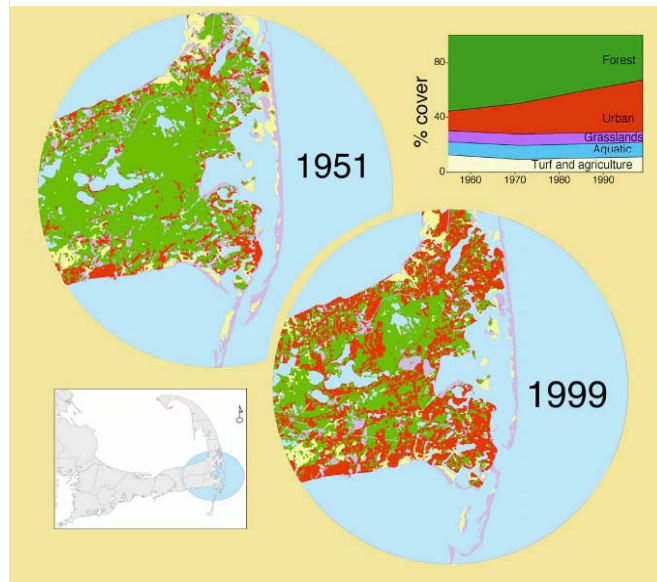 1951
1999
% cover
80
40
0
Forest
Urban
Grasslands
Aquatic
Turf and agriculture
1960 1970 1980 1990